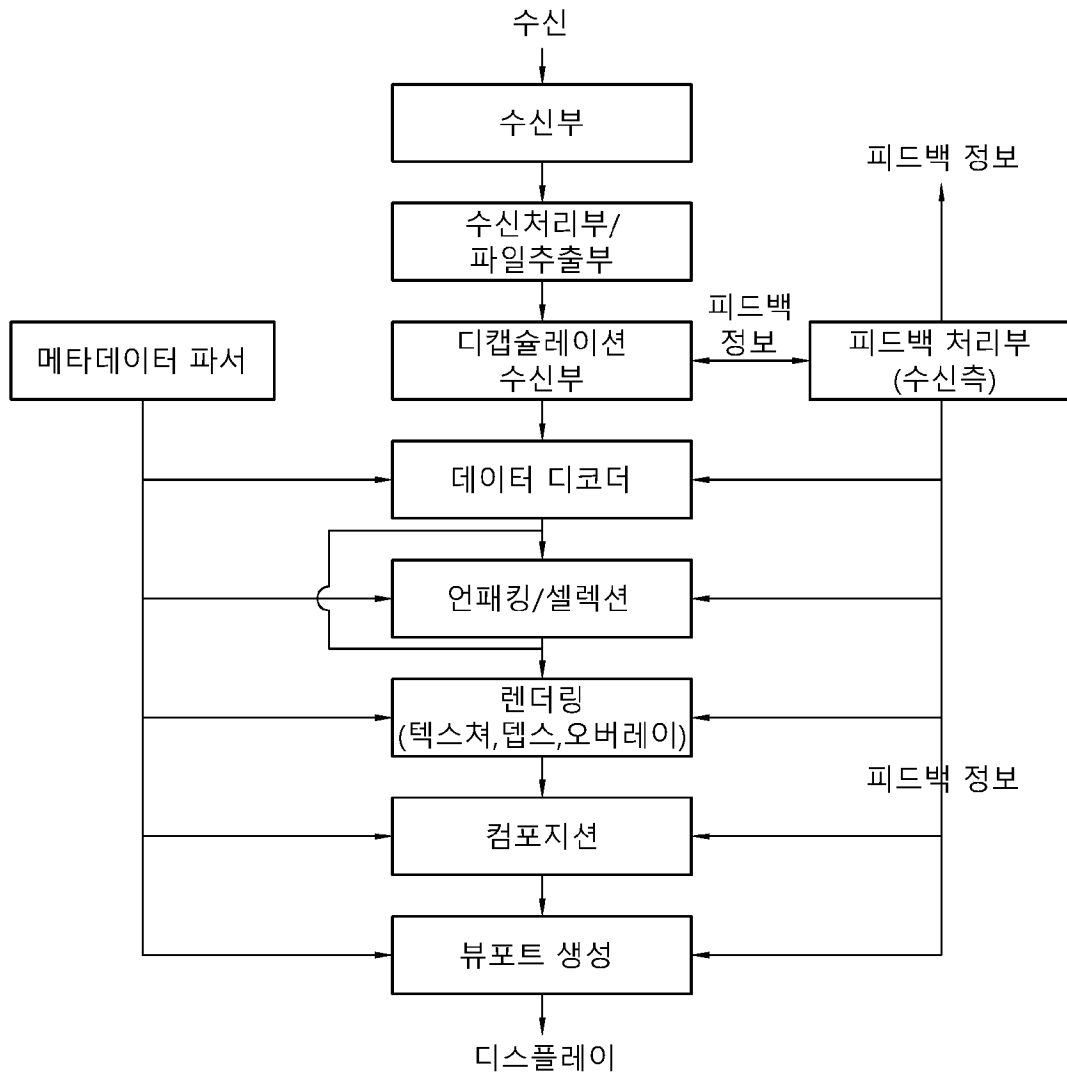 수신
수신부
피드백 정보
수신처리부/
파일추출부
메타데이터 파서
디캡슐레이션
수신부
피드백
정보
피드백 처리부
(수신측)
데이터 디코더
언패킹/셀렉션
렌더링
(텍스쳐,뎁스,오버레이)
피드백 정보
컴포지션
뷰포트 생성
디스플레이